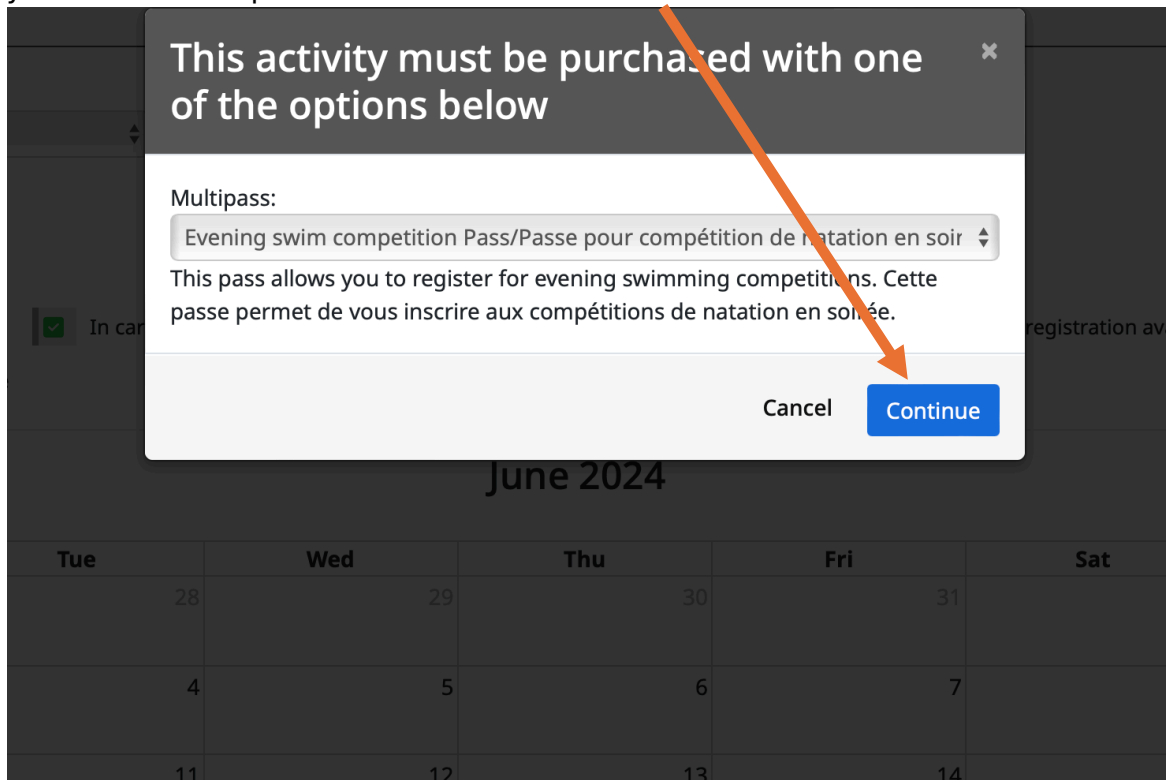 This activity must be purchased with one
of the options below
×
Multipass:
Evening swim competition Pass/Passe pour compétition de natation en soir
This pass allows you to register for evening swimming competitions. Cette
passe permet de vous inscrire aux compétitions de natation en soirée.
In car
registration av
Cancel
Continue
June 2024
Tue Wed Thu Fri Sat
28 29 30 31
4 5 6 7
11 12 13 14